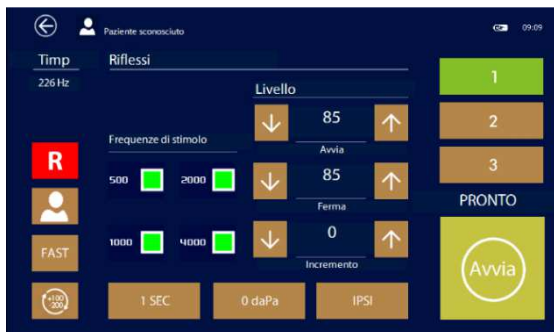 Paziente sconosciuto
09:09
Timp
Riflessi
226 Hz
Livello
1
85
2
Frequenze di stimolo
Avvia
R
500
2000
85
3
Ferma
PRONTO
1000
4000
0
FAST
Incremento
Avvia
+100
-300
1 SEC
0 daPa
IPSI